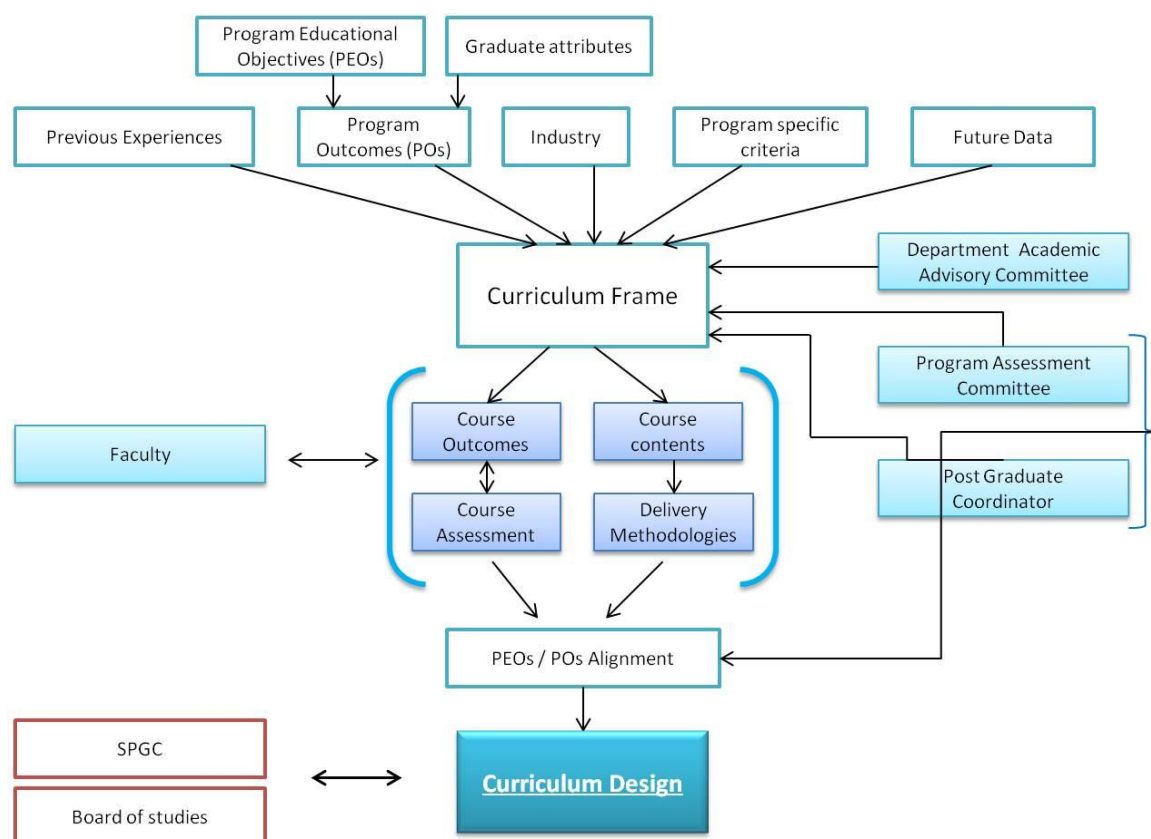 Program Educational
Objectives (PEOs)
Graduate attributes
Previous Experiences
Program
Outcomes (POs)
Industry
Program specific
criteria
Future Data
Curriculum Frame
Department Academic
Advisory Committee
Program Assessment
Committee
Post Graduate
Coordinator
Faculty
Course
Outcomes
Course
contents
Course
Assessment
Delivery
Methodologies
PEOs / POs Alignment
SPGC
Board of studies
Curriculum Design